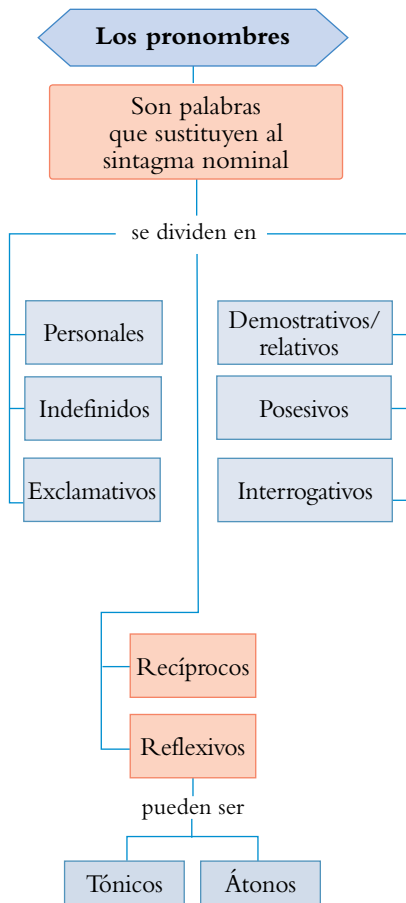 Los pronombres
Son palabras
que sustituyen al
sintagma nominal
se dividen en
Personales
Indefinidos
Exclamativos
Demostrativos/
relativos
Posesivos
Interrogativos
Recíprocos
Reflexivos
pueden ser
Tónicos
Átonos